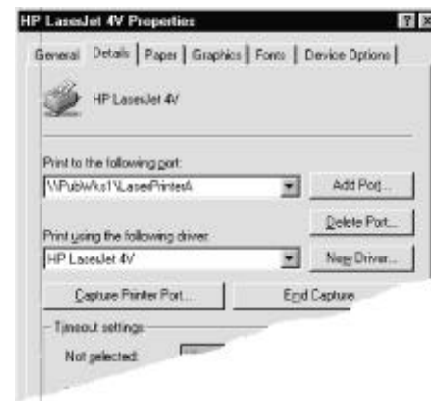 HP LaserJet 4V Properties
General Details Paper Graphics Fonts Device Options
HP LaserJet 4V
Print to the following port:
\\PubWks1\LaserPrinterA
Add Port...
Delete Port...
Print using the following driver:
HP LaserJet 4V
New Driver...
Capture Printer Port... End Capture
Timeout settings
Not selected: